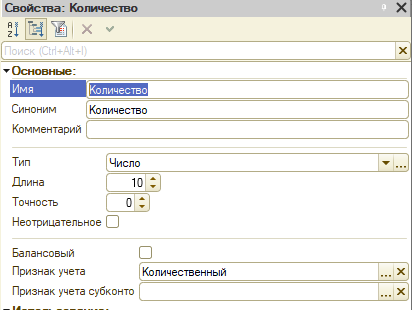 Свойства: Количество
Поиск (Ctrl+Alt+I)
Основные:
Имя Количество
Синоним Количество
Комментарий
Тип Число
Длина 10
Точность 0
Неотрицательное
Балансовый
Признак учета Количественный
Признак учета субконто
Использование: